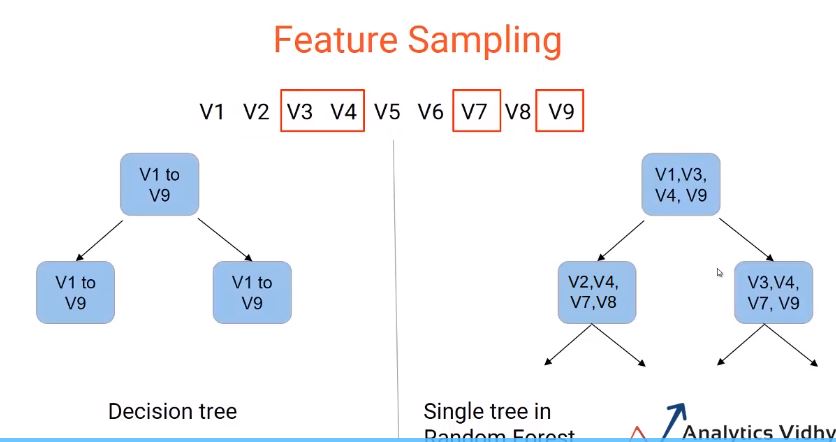 Feature Sampling
V1 V2 V3 V4 V5 V6 V7 V8 V9
V1 to
V9
V1 to
V9
V1 to
V9
Decision tree
V1,V3,
V4, V9
V2,V4,
V7,V8
V3,V4,
V7, V9
Single tree in
Random Forest
Analytics Vidhy